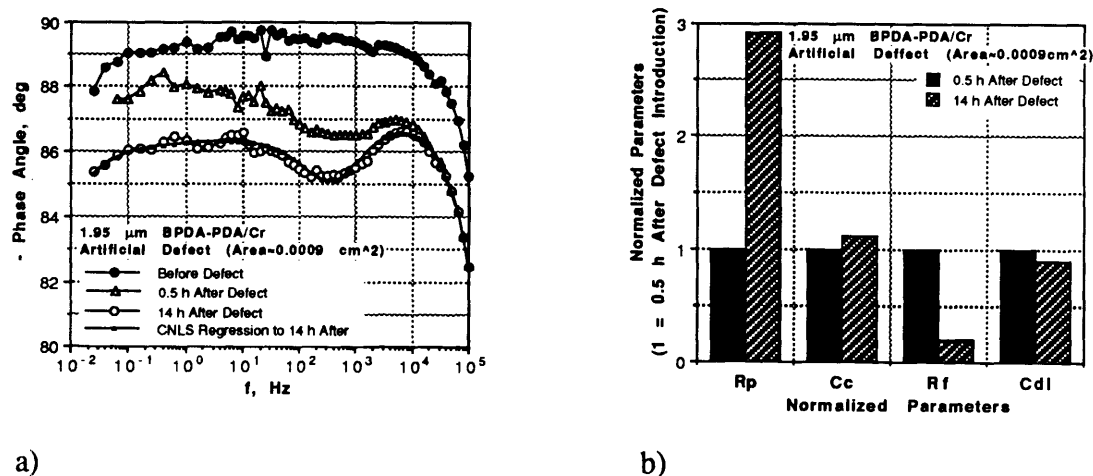 90
88
86
84
82
80
- Phase Angle, deg
1.95 μm BPDA-PDA/Cr
Artificial Defect (Area=0.0009 cm^2)
Before Defect
0.5 h After Defect
14 h After Defect
CNLS Regression to 14 h After
10^-2 10^-1 10^0 10^1 10^2 10^3 10^4 10^5
f, Hz
a)
3
2
1
0
Normalized Parameters
(1 = 0.5 h After Defect Introduction)
1.95 μm BPDA-PDA/Cr
Artificial Deffect (Area=0.0009cm^2)
0.5 h After Defect
14 h After Defect
Rp Cc Rf Cdl
Normalized Parameters
b)